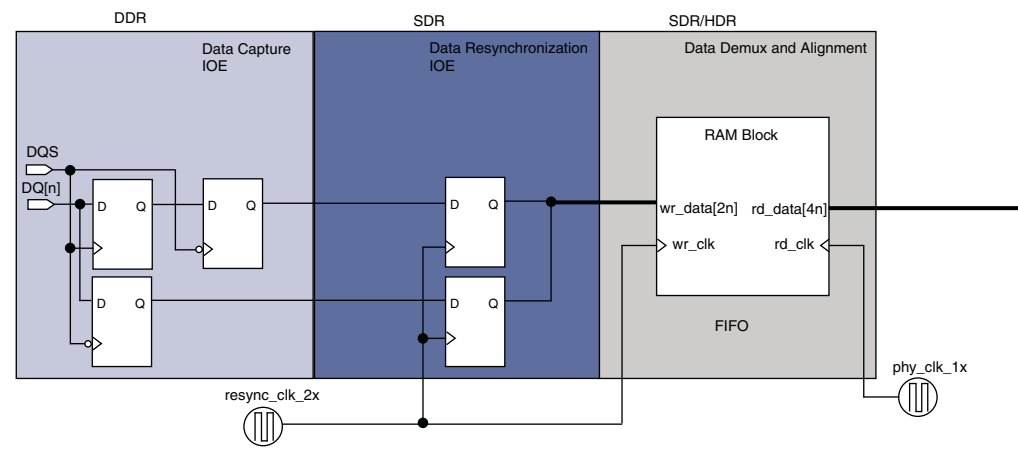 DDR
SDR
SDR/HDR
Data Capture
IOE
Data Resynchronization
IOE
Data Demux and Alignment
RAM Block
DQS
DQ[n]
D Q
D Q
D Q
wr_data[2n] rd_data[4n]
wr_clk rd_clk
D Q
D Q
FIFO
phy_clk_1x
resync_clk_2x